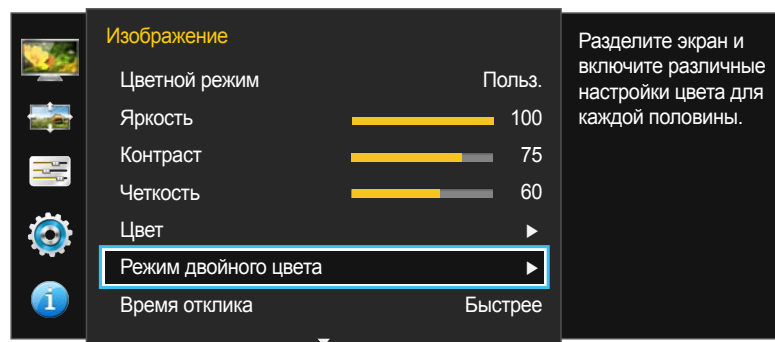 Изображение
Цветной режим Польз.
Яркость 100
Контраст 75
Четкость 60
Цвет
Режим двойного цвета
Время отклика Быстрее
Разделите экран и
включите различные
настройки цвета для
каждой половины.